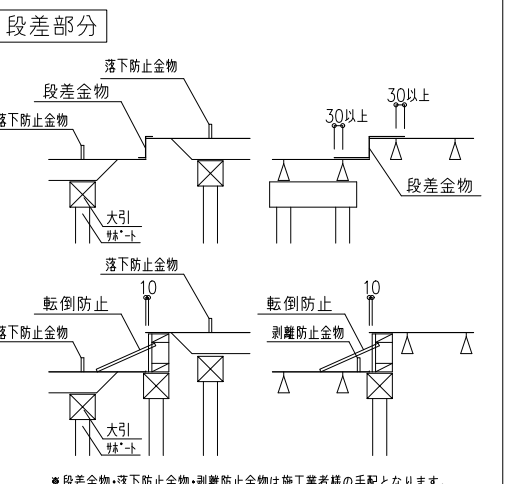 段差部分
落下防止金物
段差金物
落下防止金物
30以上
30以上
段差金物
大引
ｻﾎﾟｰﾄ
落下防止金物
10
転倒防止
落下防止金物
10
転倒防止
剥離防止金物
大引
ｻﾎﾟｰﾄ
※段差金物・落下防止金物・剥離防止金物は施工業者様の手配となります。